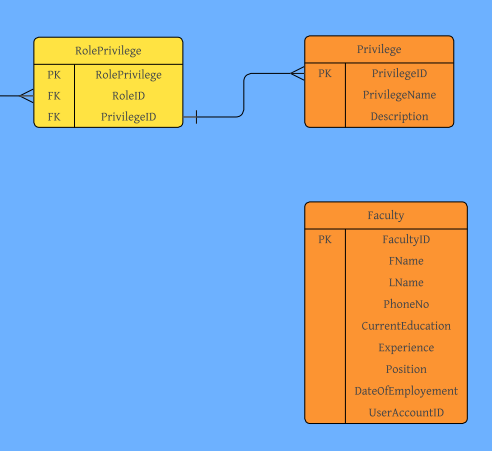 RolePrivilege
PK RolePrivilege
FK RoleID
FK PrivilegeID
Privilege
PK PrivilegeID
PrivilegeName
Description
Faculty
PK FacultyID
FName
LName
PhoneNo
CurrentEducation
Experience
Position
DateOfEmployement
UserAccountID